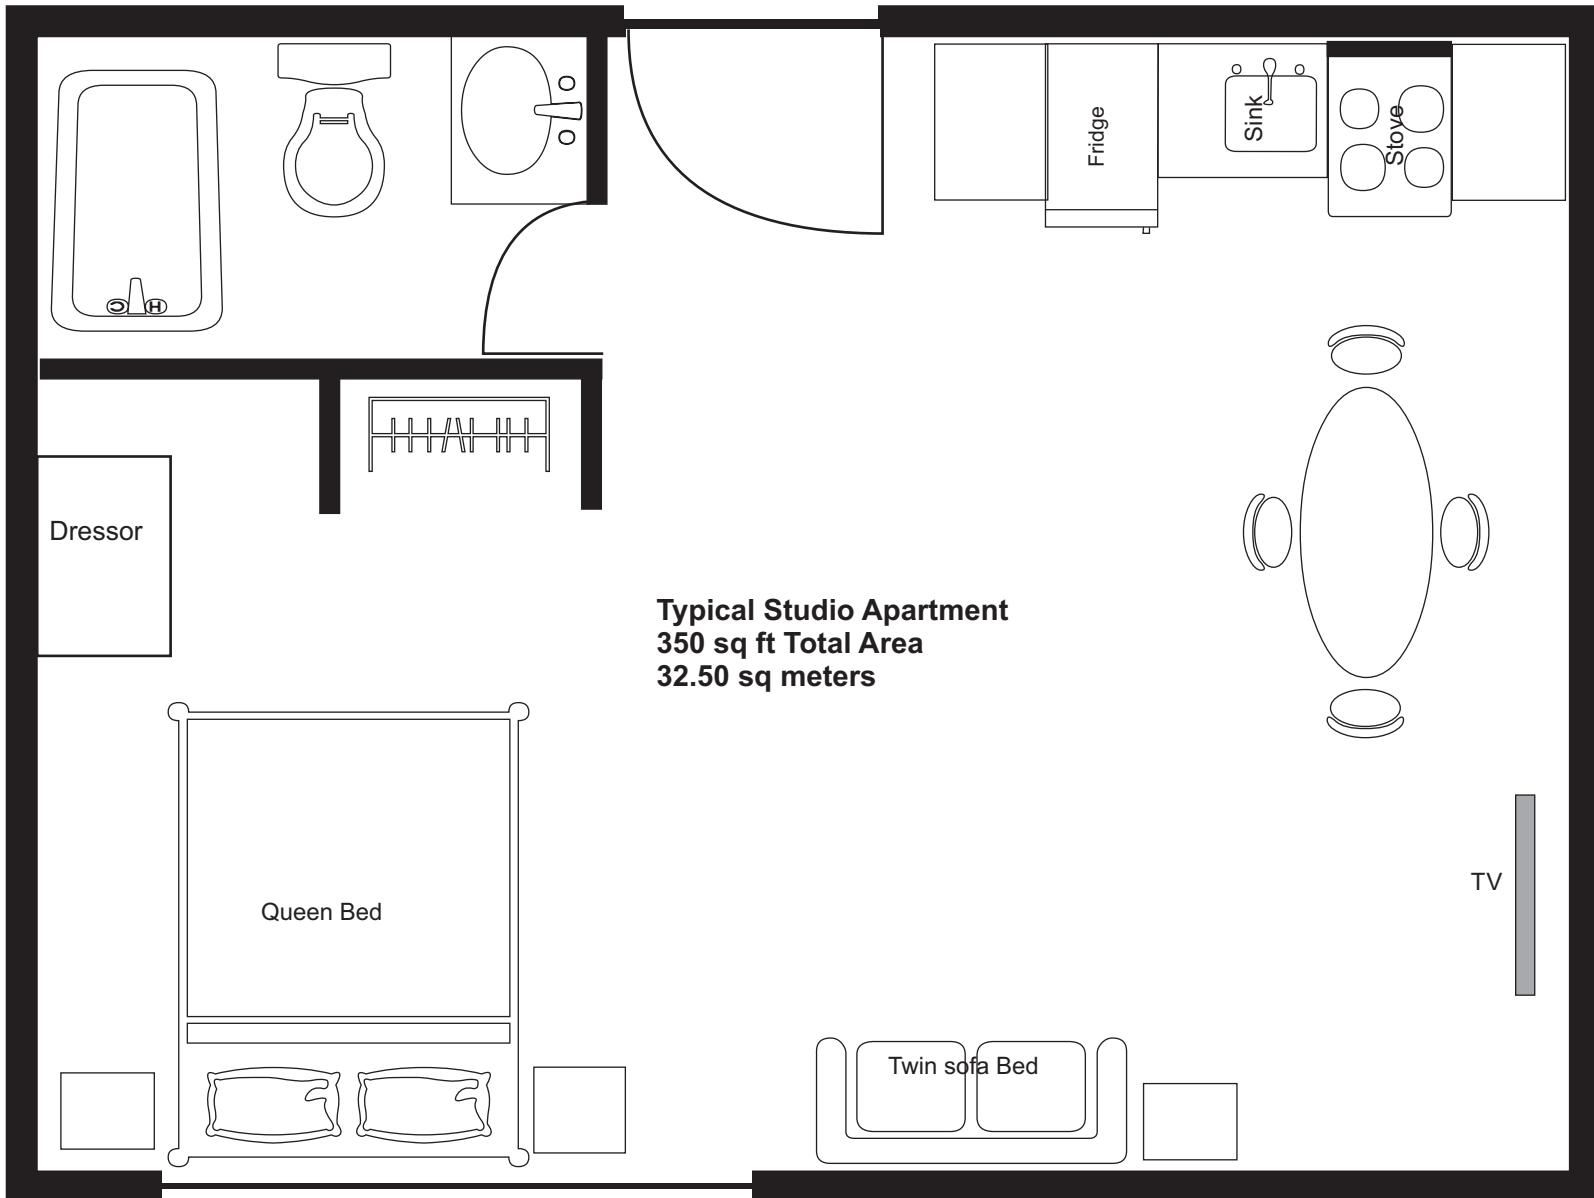 Fridge
Sink
Stove
C H
Dressor
Typical Studio Apartment
350 sq ft Total Area
32.50 sq meters
TV
Queen Bed
Twin sofa Bed